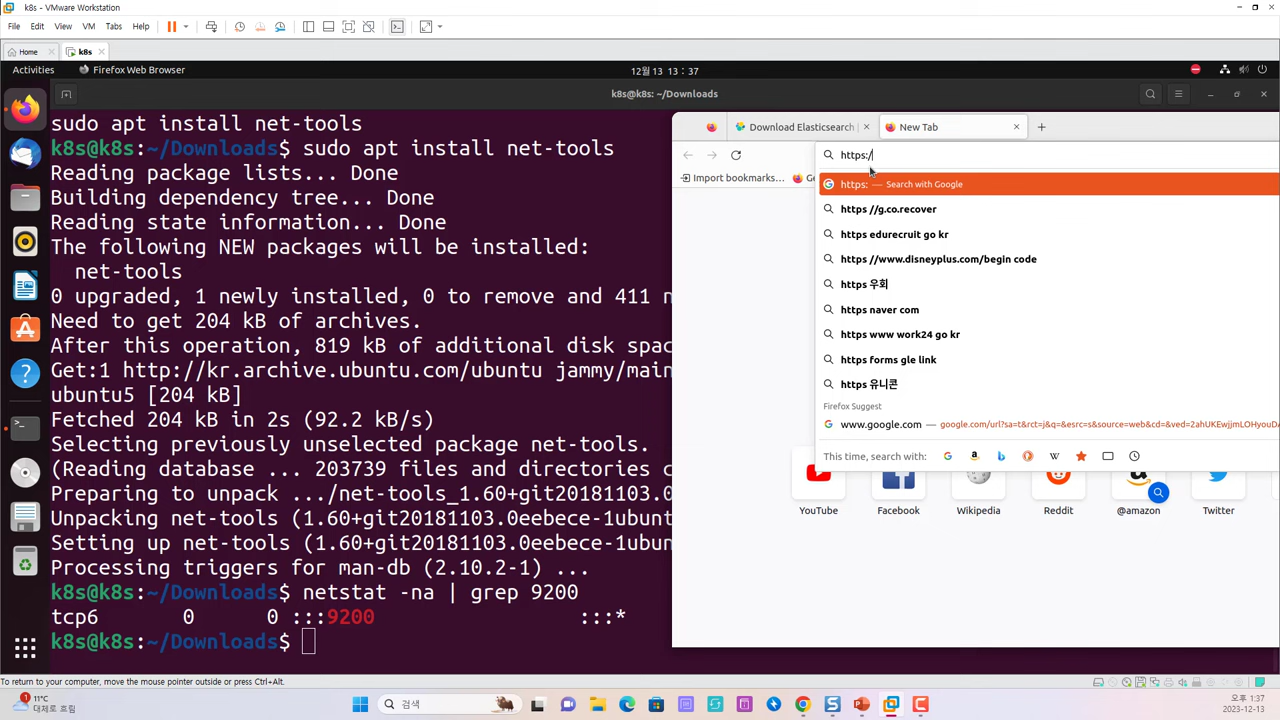 k8s - VMware Workstation
File Edit View VM Tabs Help
Home k8s
Activities Firefox Web Browser 12월 13 13 : 37
k8s@k8s: ~/Downloads
sudo apt install net-tools
k8s@k8s:~/Downloads$ sudo apt install net-tools
Reading package lists... Done
Building dependency tree... Done
Reading state information... Done
The following NEW packages will be installed:
net-tools
0 upgraded, 1 newly installed, 0 to remove and 411 n
Need to get 204 kB of archives.
After this operation, 819 kB of additional disk spac
Get:1 http://kr.archive.ubuntu.com/ubuntu jammy/main
ubuntu5 [204 kB]
Fetched 204 kB in 2s (92.2 kB/s)
Selecting previously unselected package net-tools.
(Reading database ... 203739 files and directories c
Preparing to unpack .../net-tools_1.60+git20181103.0
Unpacking net-tools (1.60+git20181103.0eebece-1ubunt
Setting up net-tools (1.60+git20181103.0eebece-1ubun
Processing triggers for man-db (2.10.2-1) ...
k8s@k8s:~/Downloads$ netstat -na | grep 9200
tcp6 0 0 :::9200 :::*
k8s@k8s:~/Downloads$
Download Elasticsearch New Tab
https:/
Import bookmarks... Ge
https: — Search with Google
https //g.co.recover
https edurecruit go kr
https //www.disneyplus.com/begin code
https 우회
https naver com
https www work24 go kr
https forms gle link
https 유니콘
Firefox Suggest
www.google.com — google.com/url?sa=t&rct=j&q=&esrc=s&source=web&cd=&ved=2ahUKEwjjmLOHyouDA
This time, search with:
YouTube Facebook Wikipedia Reddit @amazon Twitter
To return to your computer, move the mouse pointer outside or press Ctrl+Alt.
1
11°C
대체로 흐림
검색
오후 1:37
2023-12-13